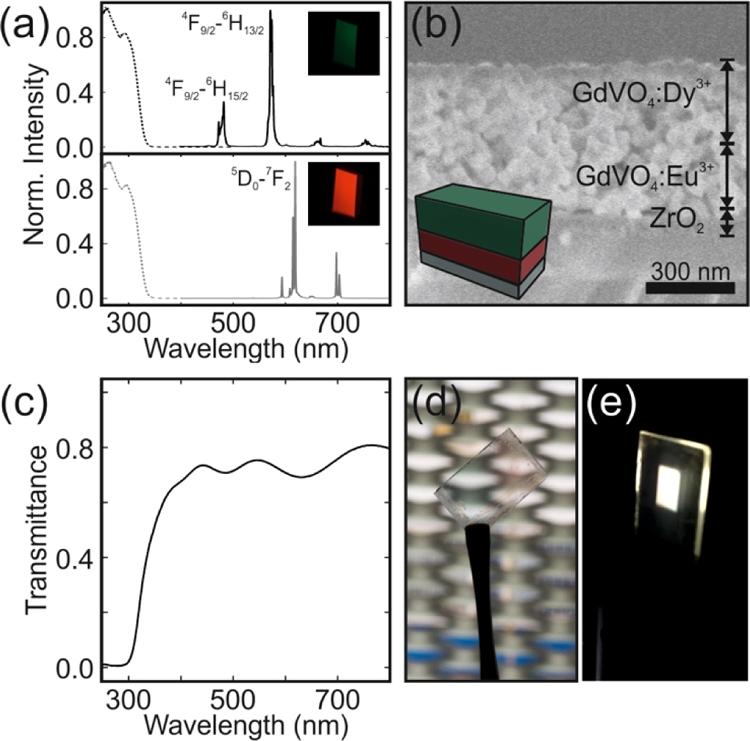 (a)
Norm. Intensity
0.8
0.4
0.0
⁴F₉/₂-⁶H₁₃/₂
⁴F₉/₂-⁶H₁₅/₂
0.8
0.4
0.0
⁵D₀-⁷F₂
300 500 700
Wavelength (nm)
(b)
GdVO₄:Dy³⁺
GdVO₄:Eu³⁺
ZrO₂
300 nm
(c)
Transmittance
0.8
0.4
0.0
300 500 700
Wavelength (nm)
(d)
(e)